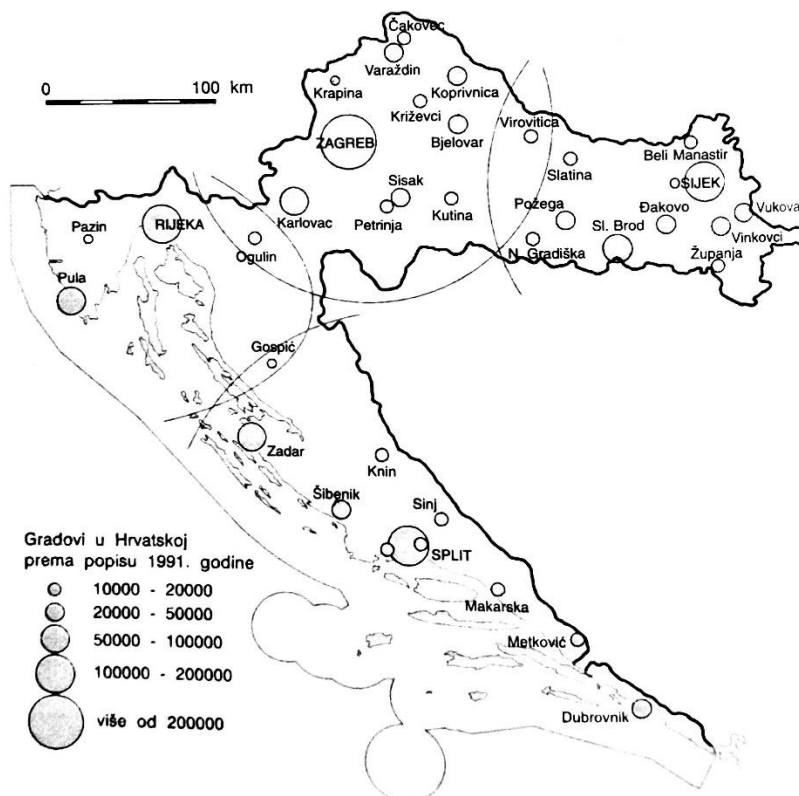 Čakovec
Varaždin
0 100 km
Krapina
Koprivnica
Križevci
Virovitica
ZAGREB
Bjelovar
Beli Manastir
Slatina
OSIJEK
Sisak
Požega
Đakovo
Vukova
Pazin
RIJEKA
Karlovac
Petrinja
Kutina
Sl. Brod
Vinkovci
Ogulin
N. Gradiška
Županja
Pula
Gospić
Zadar
Knin
Šibenik
Sinj
Gradovi u Hrvatskoj
prema popisu 1991. godine
SPLIT
10000 - 20000
20000 - 50000
Makarska
50000 - 100000
Metković
100000 - 200000
Dubrovnik
više od 200000